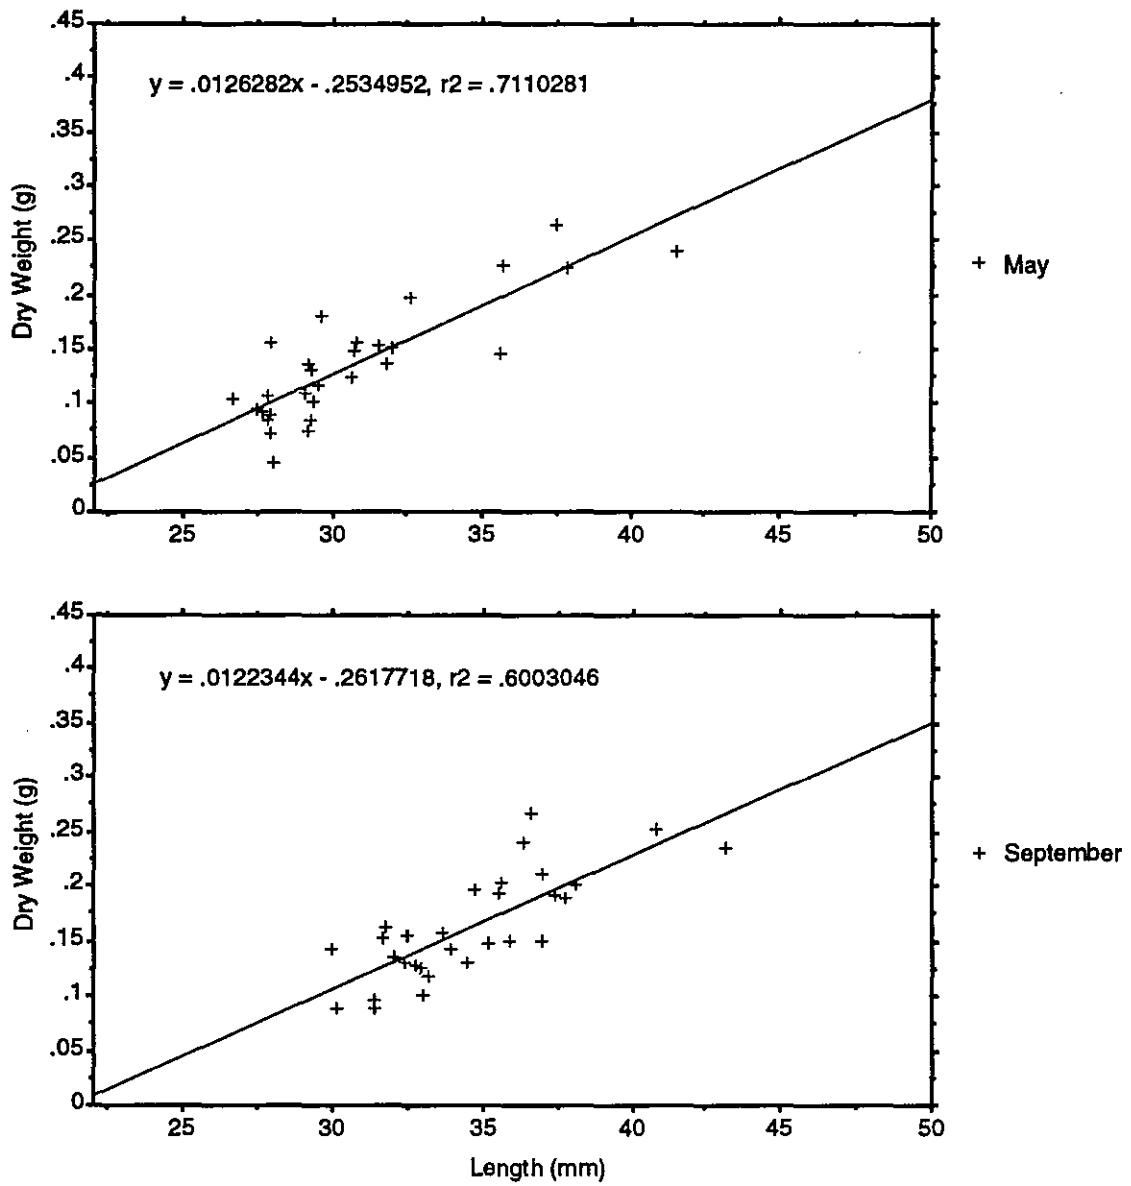 .45
.4
.35
.3
.25
.2
.15
.1
.05
0
Dry Weight (g)
y = .0126282x - .2534952, r2 = .7110281
25 30 35 40 45 50
+ May
.45
.4
.35
.3
.25
.2
.15
.1
.05
0
Dry Weight (g)
y = .0122344x - .2617718, r2 = .6003046
25 30 35 40 45 50
Length (mm)
+ September